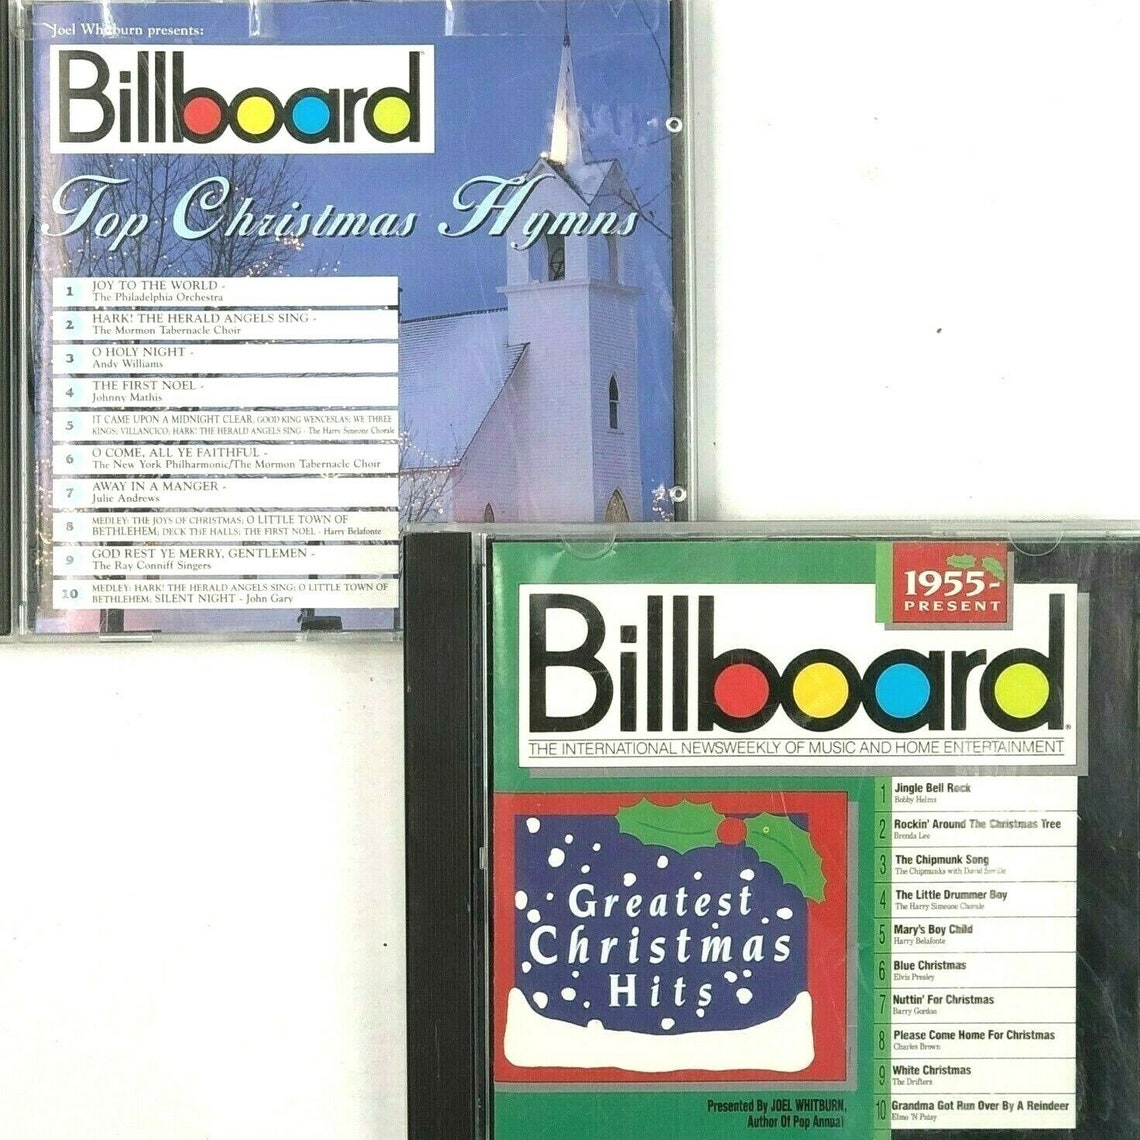 Joel Whitburn presents:
Billboard
Top Christmas Hymns
1 JOY TO THE WORLD -
The Philadelphia Orchestra
2 HARK! THE HERALD ANGELS SING -
The Mormon Tabernacle Choir
3 O HOLY NIGHT -
Andy Williams
4 THE FIRST NOEL -
Johnny Mathis
5 IT CAME UPON A MIDNIGHT CLEAR; GOOD KING WENCESLAS; WE THREE
KINGS; VILLANCICO; HARK! THE HERALD ANGELS SING - The Harry Simeone Chorale
6 O COME, ALL YE FAITHFUL -
The New York Philharmonic/The Mormon Tabernacle Choir
7 AWAY IN A MANGER -
Julie Andrews
8 MEDLEY: THE JOYS OF CHRISTMAS; O LITTLE TOWN OF
BETHLEHEM; DECK THE HALLS; THE FIRST NOEL - Harry Belafonte
9 GOD REST YE MERRY, GENTLEMEN -
The Ray Conniff Singers
10 MEDLEY: HARK! THE HERALD ANGELS SING; O LITTLE TOWN OF
BETHLEHEM; SILENT NIGHT - John Gary
1955-
PRESENT
Billboard®
THE INTERNATIONAL NEWSWEEKLY OF MUSIC AND HOME ENTERTAINMENT
Greatest
Christmas
Hits
1 Jingle Bell Rock
Bobby Helms
2 Rockin' Around The Christmas Tree
Brenda Lee
3 The Chipmunk Song
The Chipmunks with David Seville
4 The Little Drummer Boy
The Harry Simeone Chorale
5 Mary's Boy Child
Harry Belafonte
6 Blue Christmas
Elvis Presley
7 Nuttin' For Christmas
Barry Gordon
8 Please Come Home For Christmas
Charles Brown
9 White Christmas
The Drifters
10 Grandma Got Run Over By A Reindeer
Elmo 'N Patsy
Presented By JOEL WHITBURN,
Author Of Pop Annual